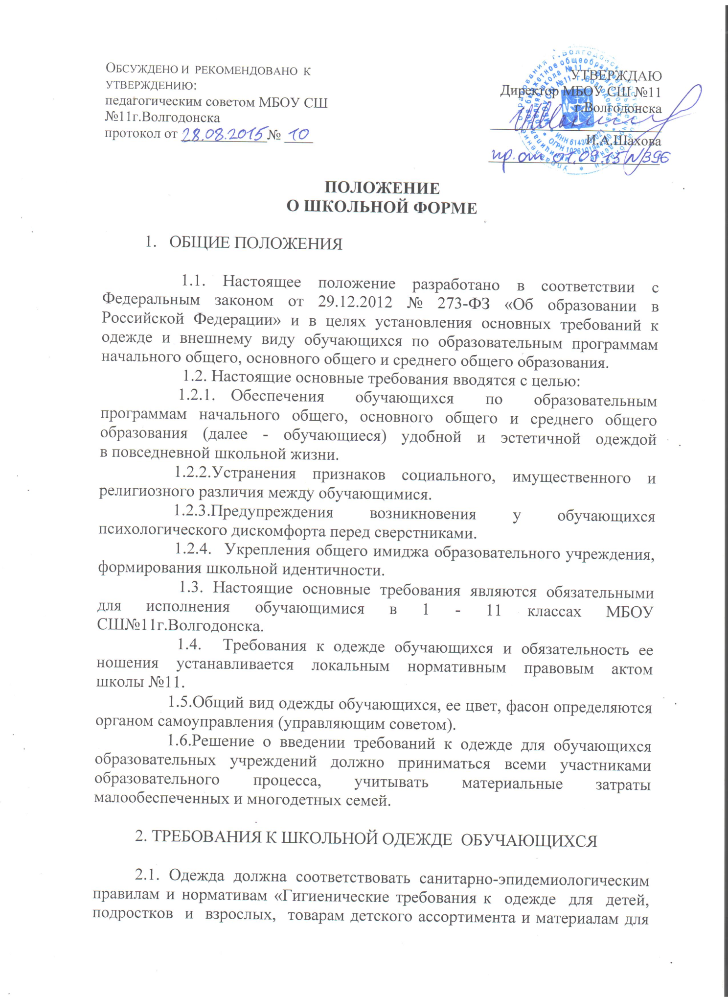 ОБСУЖДЕНО И РЕКОМЕНДОВАНО К
УТВЕРЖДЕНИЮ:
педагогическим советом МБОУ СШ
№11г.Волгодонска
протокол от 28.08.2015 № 10
УТВЕРЖДАЮ
Директор МБОУ СШ №11
г.Волгодонска
И.А.Шахова
пр. от 01.09.15 №396
ПОЛОЖЕНИЕ
О ШКОЛЬНОЙ ФОРМЕ
1. ОБЩИЕ ПОЛОЖЕНИЯ
1.1. Настоящее положение разработано в соответствии с
Федеральным законом от 29.12.2012 № 273-ФЗ «Об образовании в
Российской Федерации» и в целях установления основных требований к
одежде и внешнему виду обучающихся по образовательным программам
начального общего, основного общего и среднего общего образования.
1.2. Настоящие основные требования вводятся с целью:
1.2.1. Обеспечения обучающихся по образовательным
программам начального общего, основного общего и среднего общего
образования (далее - обучающиеся) удобной и эстетичной одеждой
в повседневной школьной жизни.
1.2.2.Устранения признаков социального, имущественного и
религиозного различия между обучающимися.
1.2.3.Предупреждения возникновения у обучающихся
психологического дискомфорта перед сверстниками.
1.2.4. Укрепления общего имиджа образовательного учреждения,
формирования школьной идентичности.
1.3. Настоящие основные требования являются обязательными
для исполнения обучающимися в 1 - 11 классах МБОУ
СШ№11г.Волгодонска.
1.4. Требования к одежде обучающихся и обязательность ее
ношения устанавливается локальным нормативным правовым актом
школы №11.
1.5.Общий вид одежды обучающихся, ее цвет, фасон определяются
органом самоуправления (управляющим советом).
1.6.Решение о введении требований к одежде для обучающихся
образовательных учреждений должно приниматься всеми участниками
образовательного процесса, учитывать материальные затраты
малообеспеченных и многодетных семей.
2. ТРЕБОВАНИЯ К ШКОЛЬНОЙ ОДЕЖДЕ ОБУЧАЮЩИХСЯ
2.1. Одежда должна соответствовать санитарно-эпидемиологическим
правилам и нормативам «Гигиенические требования к одежде для детей,
подростков и взрослых, товарам детского ассортимента и материалам для